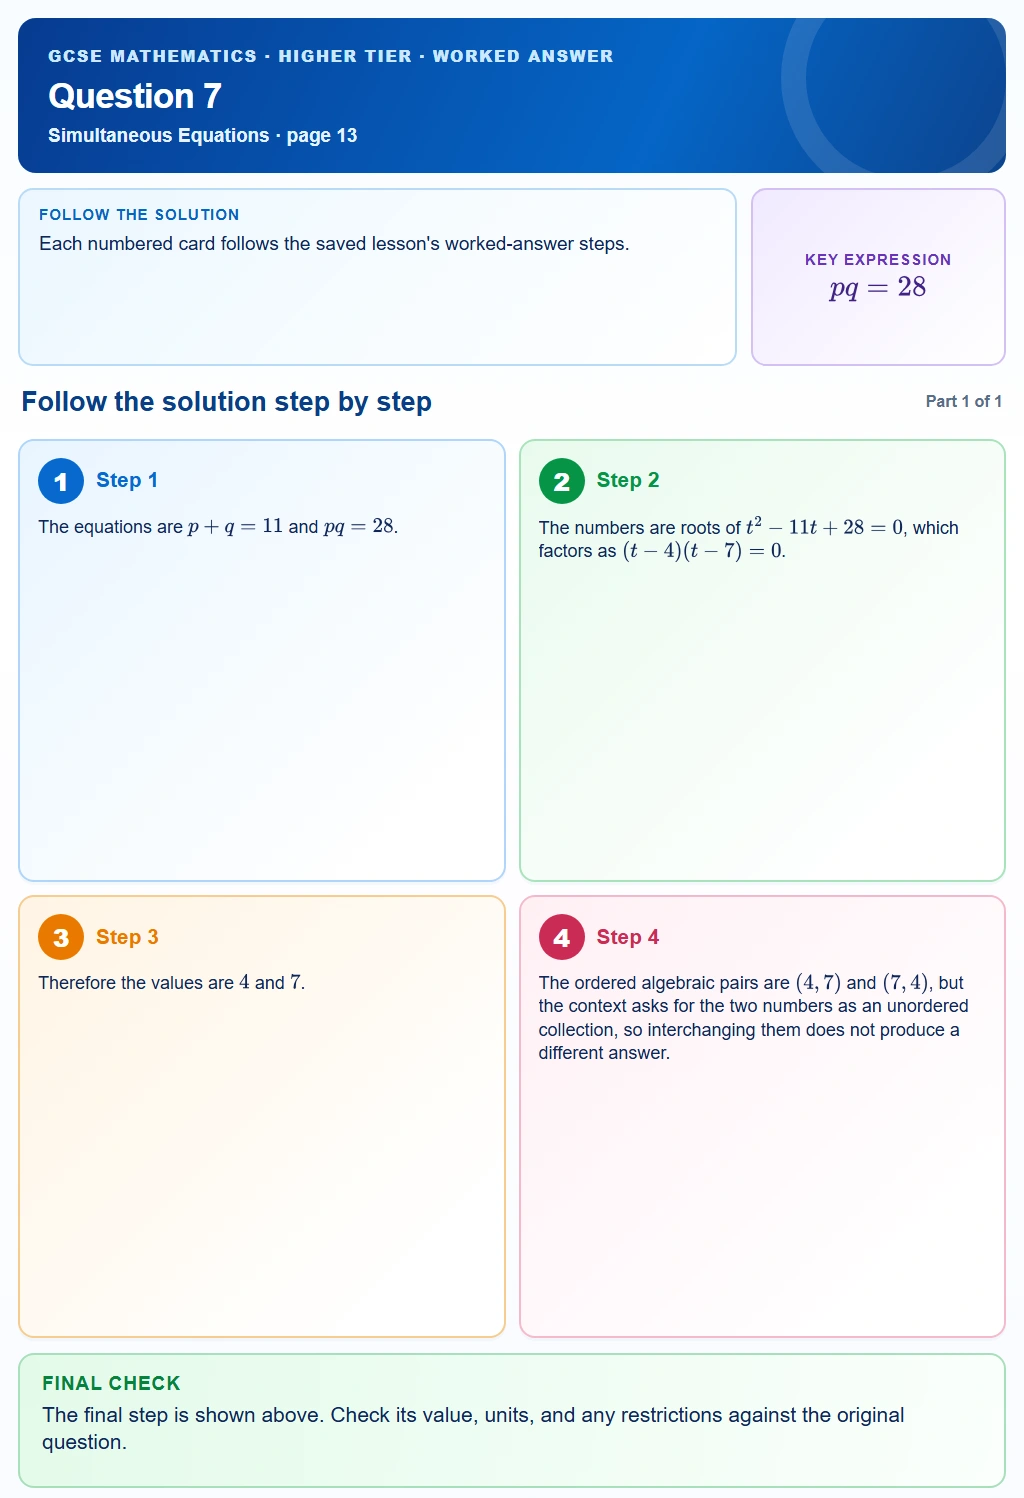 GCSE MATHEMATICS · HIGHER TIER · WORKED ANSWER
Question 7
Simultaneous Equations · page 13
FOLLOW THE SOLUTION
Each numbered card follows the saved lesson's worked-answer steps.
KEY EXPRESSION
pq = 28
Follow the solution step by step
Part 1 of 1
1 Step 1
The equations are p + q = 11 and pq = 28.
2 Step 2
The numbers are roots of t² − 11t + 28 = 0, which
factors as (t − 4)(t − 7) = 0.
3 Step 3
Therefore the values are 4 and 7.
4 Step 4
The ordered algebraic pairs are (4, 7) and (7, 4), but
the context asks for the two numbers as an unordered
collection, so interchanging them does not produce a
different answer.
FINAL CHECK
The final step is shown above. Check its value, units, and any restrictions against the original
question.